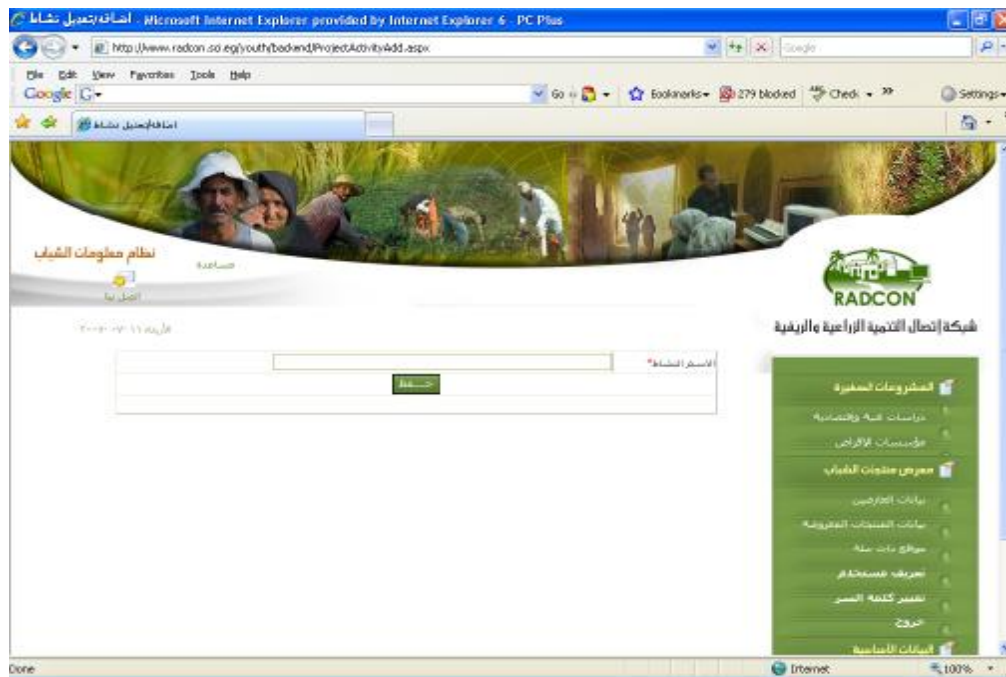 اضافة/تعديل نشاط - Microsoft Internet Explorer provided by Internet Explorer 6 - PC Plus
http://www.radcon.sci.eg/youth/backend/ProjectActivityAdd.aspx
Google
File Edit View Favorites Tools Help
Google G Go Bookmarks 279 blocked Check Settings
اضافة/تعديل نشاط
نظام معلومات الشباب
مساعدة
اتصل بنا
RADCON
شبكة إتصال التنمية الزراعية والريفية
النشاط*
حـــفظ
المشروعات الصغيرة
دراسات فنية واقتصادية
مؤسسات الإقراض
معرض منتجات الشباب
بيانات العارضين
بيانات المنتجات المعروضة
مواقع ذات صلة
تعريف مستخدم
تغيير كلمة السر
خروج
البيانات الأساسية
Done Internet 100%